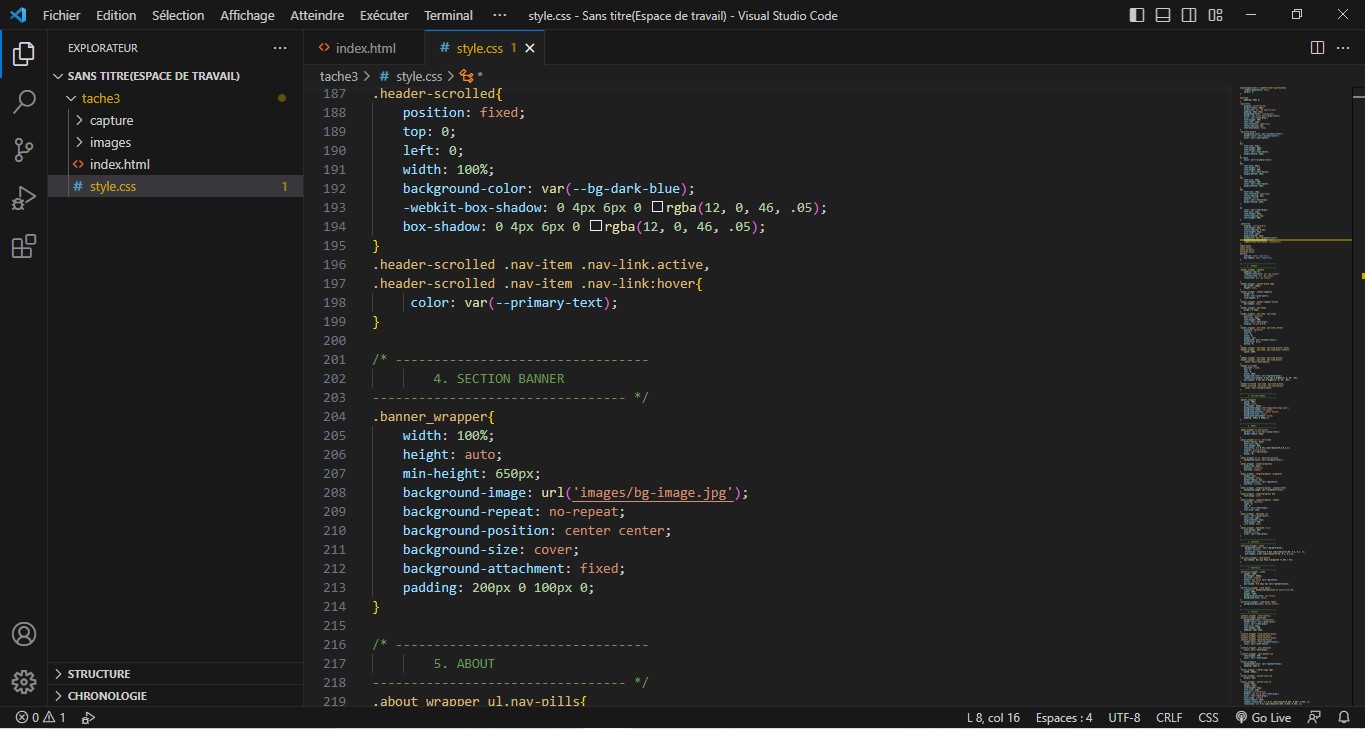 Fichier Edition Sélection Affichage Atteindre Exécuter Terminal ··· style.css - Sans titre(Espace de travail) - Visual Studio Code
EXPLORATEUR ···
SANS TITRE(ESPACE DE TRAVAIL)
tache3
capture
images
index.html
style.css 1
STRUCTURE
CHRONOLOGIE
index.html # style.css 1
tache3 > # style.css > *
187 .header-scrolled{
188 position: fixed;
189 top: 0;
190 left: 0;
191 width: 100%;
192 background-color: var(--bg-dark-blue);
193 -webkit-box-shadow: 0 4px 6px 0 rgba(12, 0, 46, .05);
194 box-shadow: 0 4px 6px 0 rgba(12, 0, 46, .05);
195 }
196 .header-scrolled .nav-item .nav-link.active,
197 .header-scrolled .nav-item .nav-link:hover{
198 color: var(--primary-text);
199 }
200
201 /* ---------------------------------
202 4. SECTION BANNER
203 --------------------------------- */
204 .banner_wrapper{
205 width: 100%;
206 height: auto;
207 min-height: 650px;
208 background-image: url('images/bg-image.jpg');
209 background-repeat: no-repeat;
210 background-position: center center;
211 background-size: cover;
212 background-attachment: fixed;
213 padding: 200px 0 100px 0;
214 }
215
216 /* ---------------------------------
217 5. ABOUT
218 --------------------------------- */
219 .about_wrapper ul.nav-pills{
0 1 L 8, col 16 Espaces : 4 UTF-8 CRLF CSS Go Live